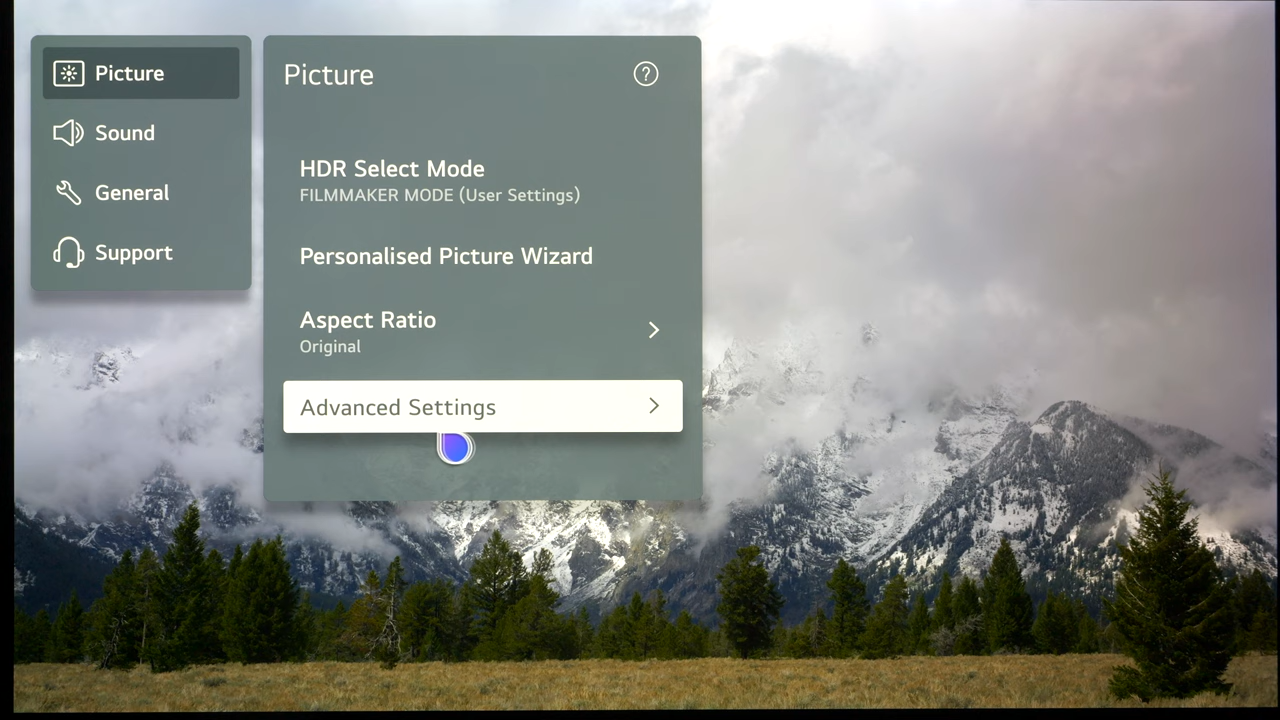 Picture
Sound
General
Support
Picture
HDR Select Mode
FILMMAKER MODE (User Settings)
Personalised Picture Wizard
Aspect Ratio
Original
Advanced Settings